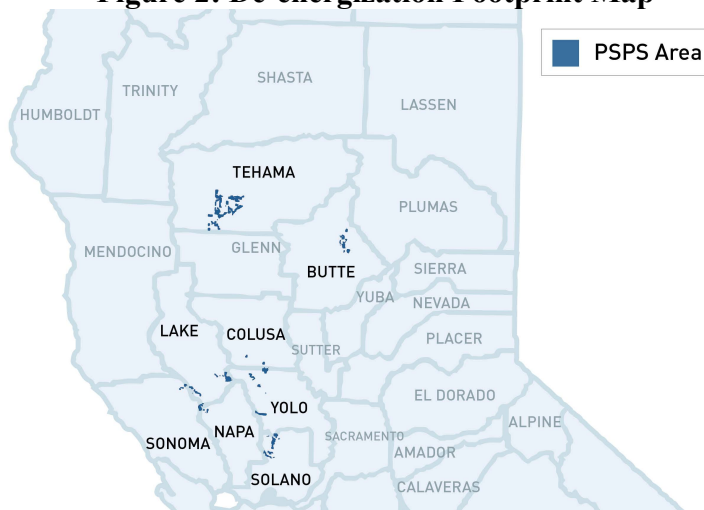 Figure 2: De-energization Footprint Map
PSPS Area
SHASTA
TRINITY
LASSEN
HUMBOLDT
TEHAMA
PLUMAS
MENDOCINO
GLENN
BUTTE
SIERRA
YUBA
NEVADA
LAKE
COLUSA
SUTTER
PLACER
EL DORADO
YOLO
ALPINE
NAPA
SACRAMENTO
SONOMA
AMADOR
SOLANO
CALAVERAS